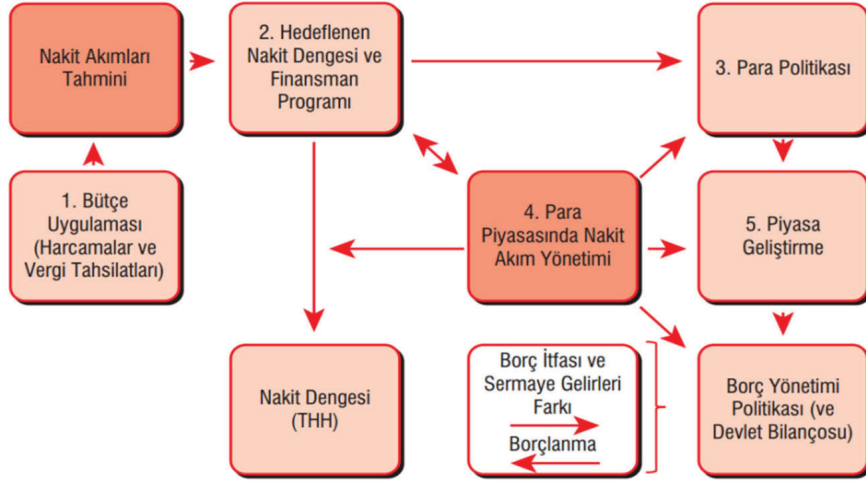 Nakit Akımları
Tahmini
2. Hedeflenen
Nakit Dengesi ve
Finansman
Programı
3. Para Politikası
1. Bütçe
Uygulaması
(Harcamalar ve
Vergi Tahsilatları)
4. Para
Piyasasında Nakit
Akım Yönetimi
5. Piyasa
Geliştirme
Nakit Dengesi
(THH)
Borç İtfası ve
Sermaye Gelirleri
Farkı
Borçlanma
Borç Yönetimi
Politikası (ve
Devlet Bilançosu)